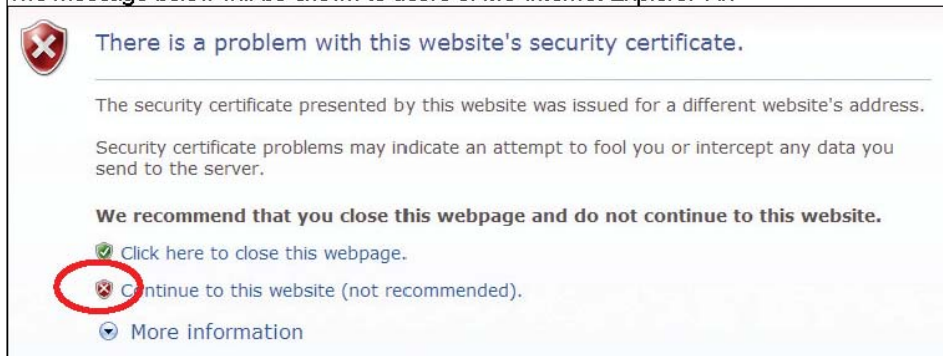 There is a problem with this website's security certificate.
The security certificate presented by this website was issued for a different website's address.
Security certificate problems may indicate an attempt to fool you or intercept any data you
send to the server.
We recommend that you close this webpage and do not continue to this website.
Click here to close this webpage.
Continue to this website (not recommended).
More information